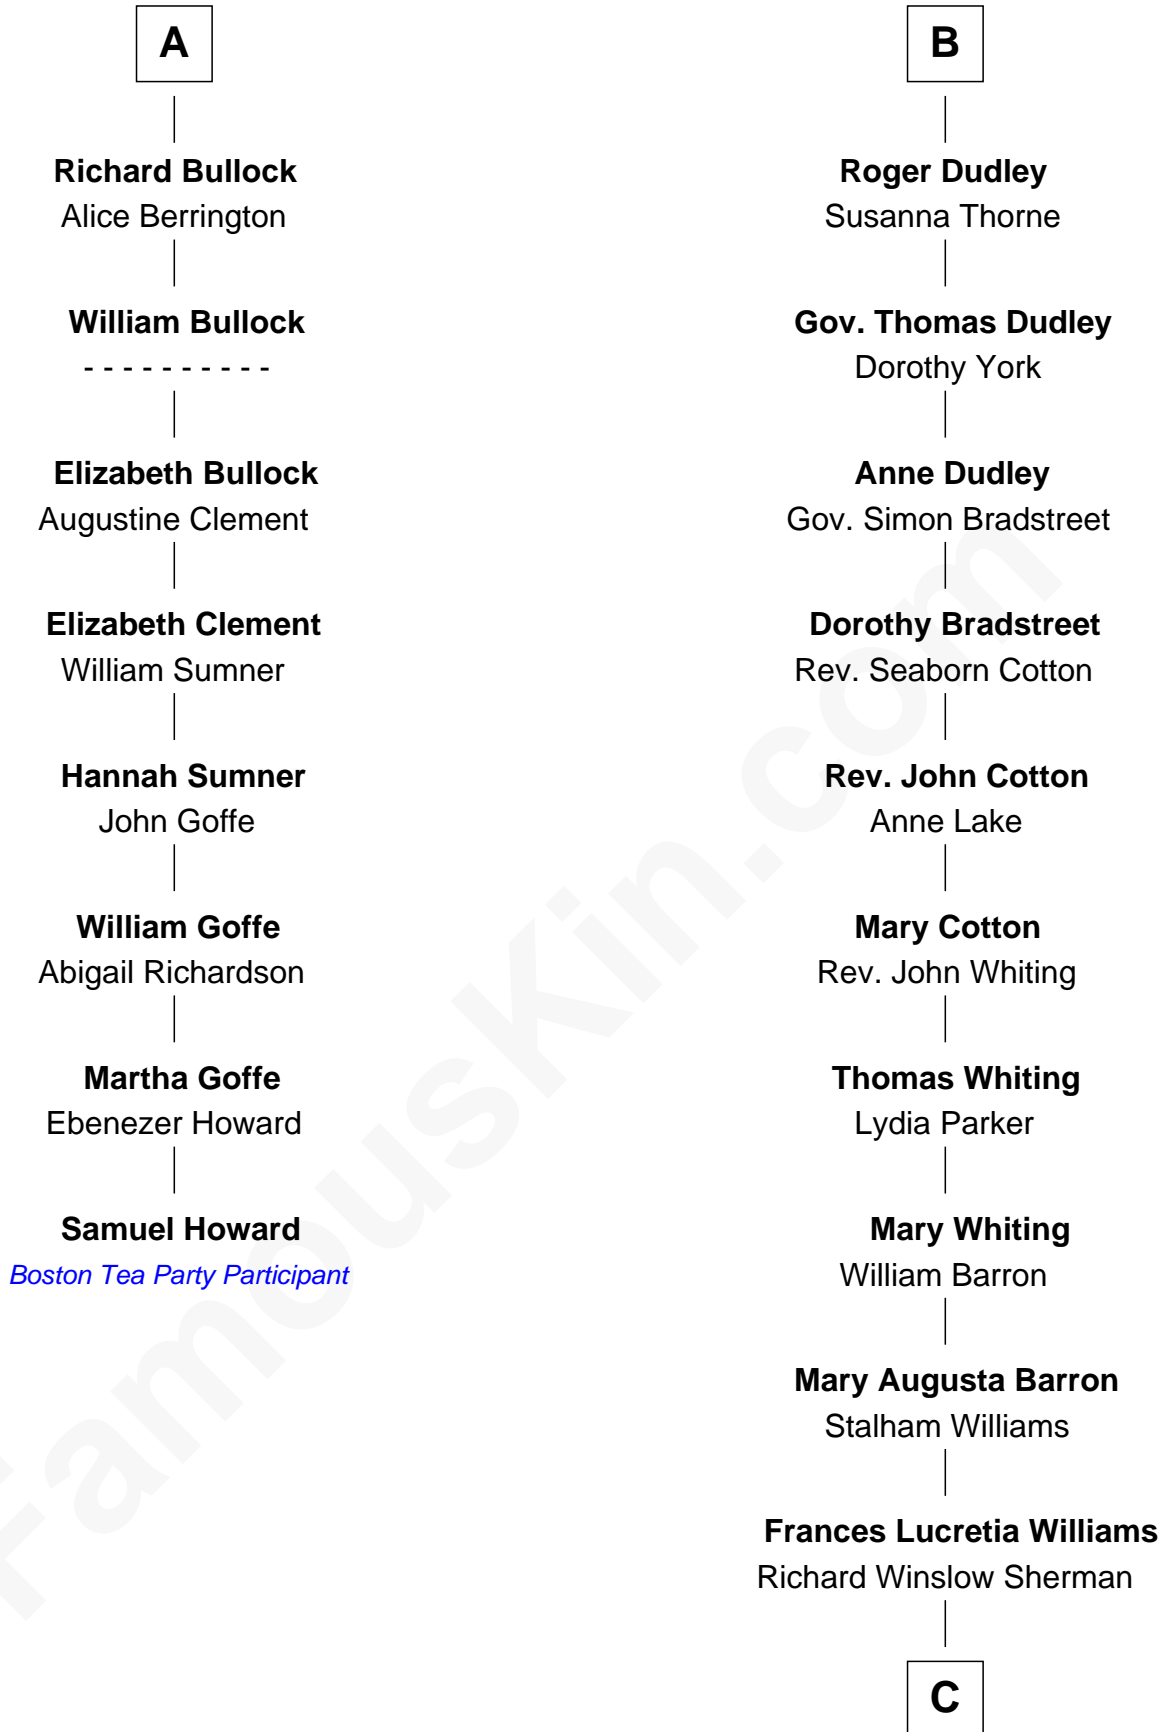 A
Richard Bullock
Alice Berrington
William Bullock
- - - - - - - - - -
Elizabeth Bullock
Augustine Clement
Elizabeth Clement
William Sumner
Hannah Sumner
John Goffe
William Goffe
Abigail Richardson
Martha Goffe
Ebenezer Howard
Samuel Howard
Boston Tea Party Participant
B
Roger Dudley
Susanna Thorne
Gov. Thomas Dudley
Dorothy York
Anne Dudley
Gov. Simon Bradstreet
Dorothy Bradstreet
Rev. Seaborn Cotton
Rev. John Cotton
Anne Lake
Mary Cotton
Rev. John Whiting
Thomas Whiting
Lydia Parker
Mary Whiting
William Barron
Mary Augusta Barron
Stalham Williams
Frances Lucretia Williams
Richard Winslow Sherman
C
FamousKin.com